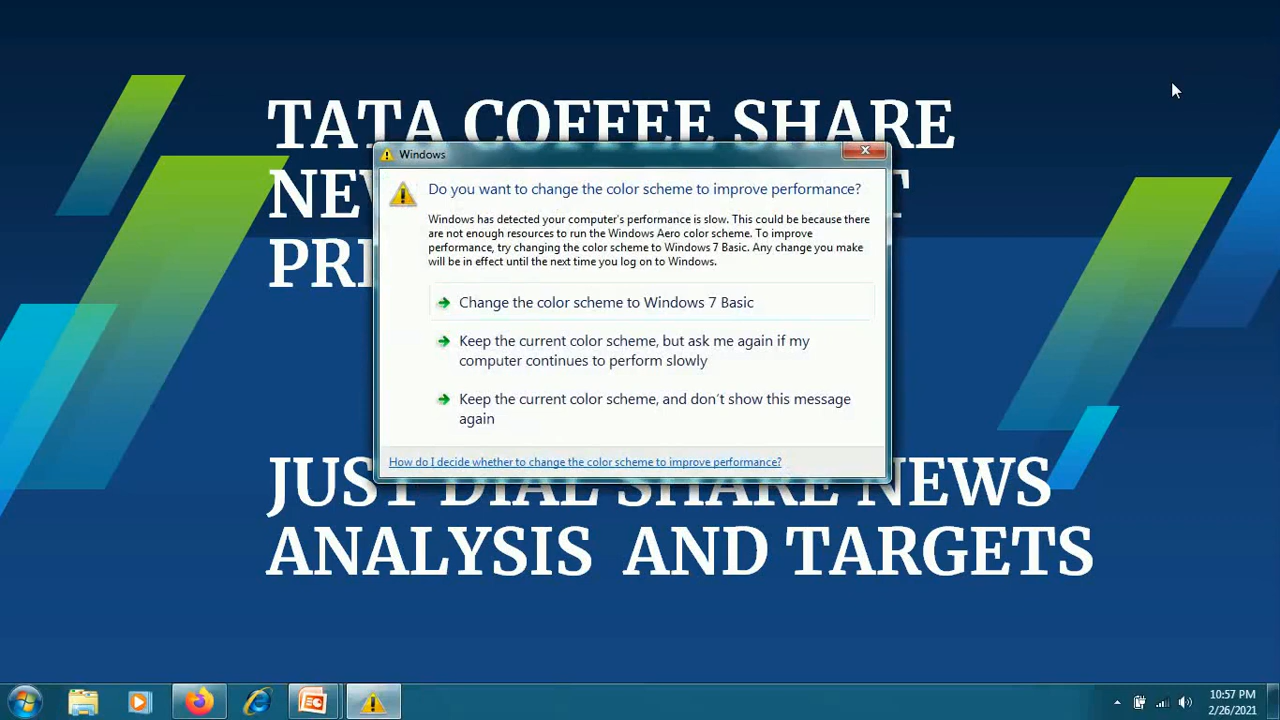 TATA COFFEE SHARE
Windows
Do you want to change the color scheme to improve performance?
Windows has detected your computer's performance is slow. This could be because there
are not enough resources to run the Windows Aero color scheme. To improve
performance, try changing the color scheme to Windows 7 Basic. Any change you make
will be in effect until the next time you log on to Windows.
Change the color scheme to Windows 7 Basic
Keep the current color scheme, but ask me again if my
computer continues to perform slowly
Keep the current color scheme, and don't show this message
again
How do I decide whether to change the color scheme to improve performance?
JUST DIAL SHARE NEWS
ANALYSIS AND TARGETS
10:57 PM
2/26/2021